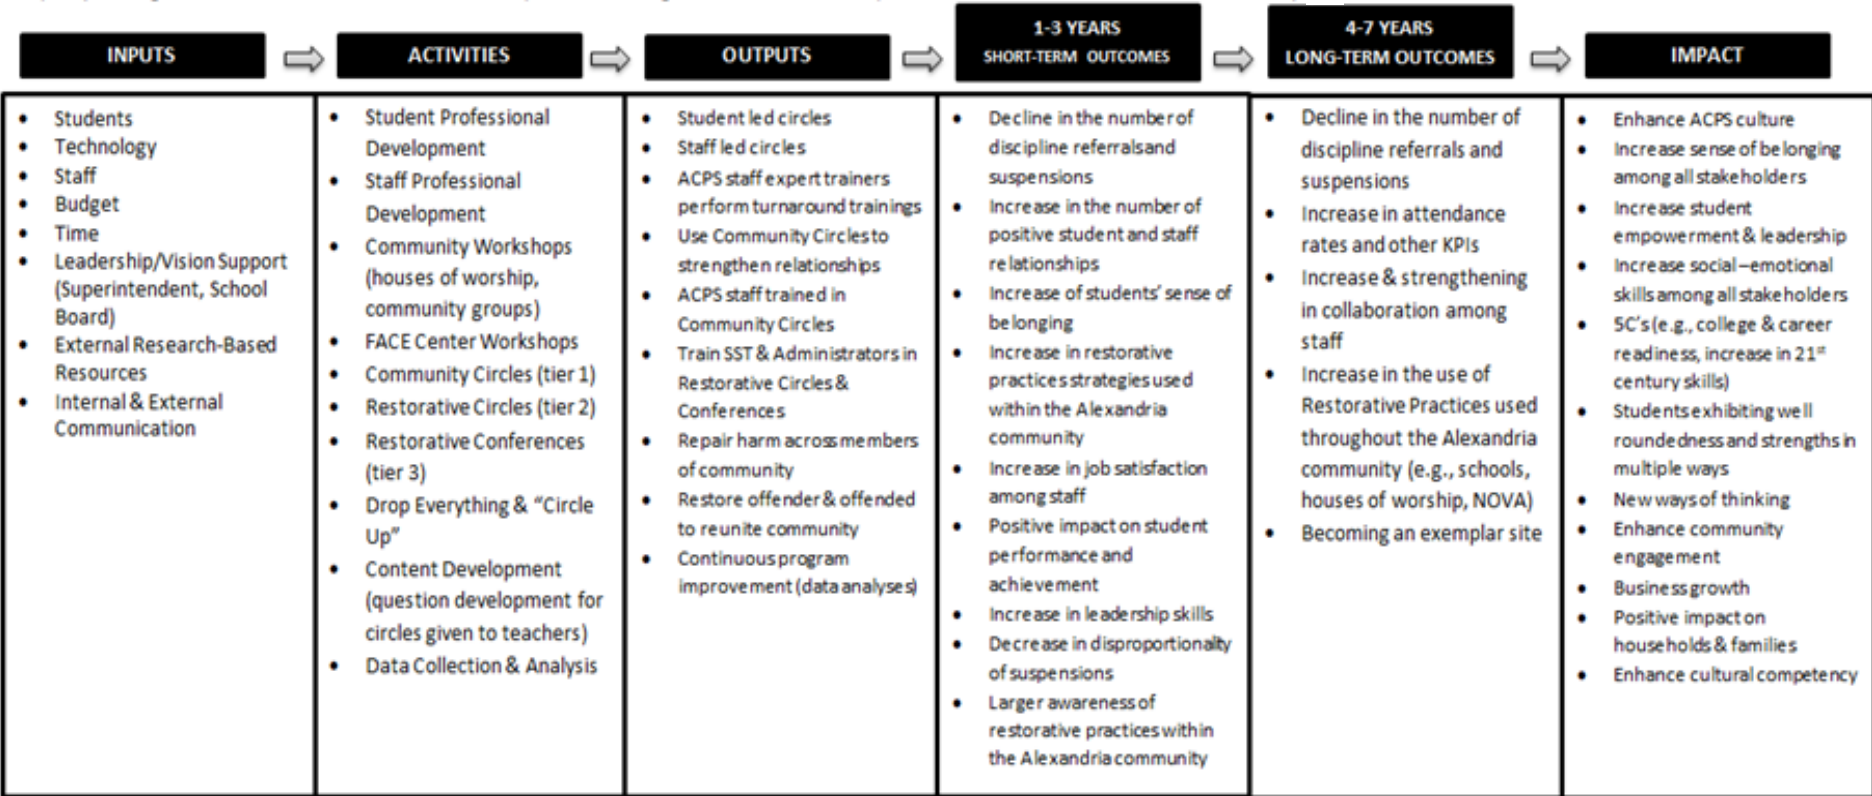 INPUTS
ACTIVITIES
OUTPUTS
1-3 YEARS
SHORT-TERM OUTCOMES
4-7 YEARS
LONG-TERM OUTCOMES
IMPACT
• Students
• Technology
• Staff
• Budget
• Time
• Leadership/Vision Support
(Superintendent, School
Board)
• External Research-Based
Resources
• Internal & External
Communication
• Student Professional
Development
• Staff Professional
Development
• Community Workshops
(houses of worship,
community groups)
• FACE Center Workshops
• Community Circles (tier 1)
• Restorative Circles (tier 2)
• Restorative Conferences
(tier 3)
• Drop Everything & “Circle
Up”
• Content Development
(question development for
circles given to teachers)
• Data Collection & Analysis
• Student led circles
• Staff led circles
• ACPS staff expert trainers
perform turnaround trainings
• Use Community Circles to
strengthen relationships
• ACPS staff trained in
Community Circles
• Train SST & Administrators in
Restorative Circles &
Conferences
• Repair harm across members
of community
• Restore offender & offended
to reunite community
• Continuous program
improvement (data analyses)
• Decline in the number of
discipline referrals and
suspensions
• Increase in the number of
positive student and staff
relationships
• Increase of students’ sense of
belonging
• Increase in restorative
practices strategies used
within the Alexandria
community
• Increase in job satisfaction
among staff
• Positive impact on student
performance and
achievement
• Increase in leadership skills
• Decrease in disproportionality
of suspensions
• Larger awareness of
restorative practices within
the Alexandria community
• Decline in the number of
discipline referrals and
suspensions
• Increase in attendance
rates and other KPIs
• Increase & strengthening
in collaboration among
staff
• Increase in the use of
Restorative Practices used
throughout the Alexandria
community (e.g., schools,
houses of worship, NOVA)
• Becoming an exemplar site
• Enhance ACPS culture
• Increase sense of belonging
among all stakeholders
• Increase student
empowerment & leadership
• Increase social–emotional
skills among all stakeholders
• 5C’s (e.g., college & career
readiness, increase in 21st
century skills)
• Students exhibiting well
roundedness and strengths in
multiple ways
• New ways of thinking
• Enhance community
engagement
• Business growth
• Positive impact on
households & families
• Enhance cultural competency